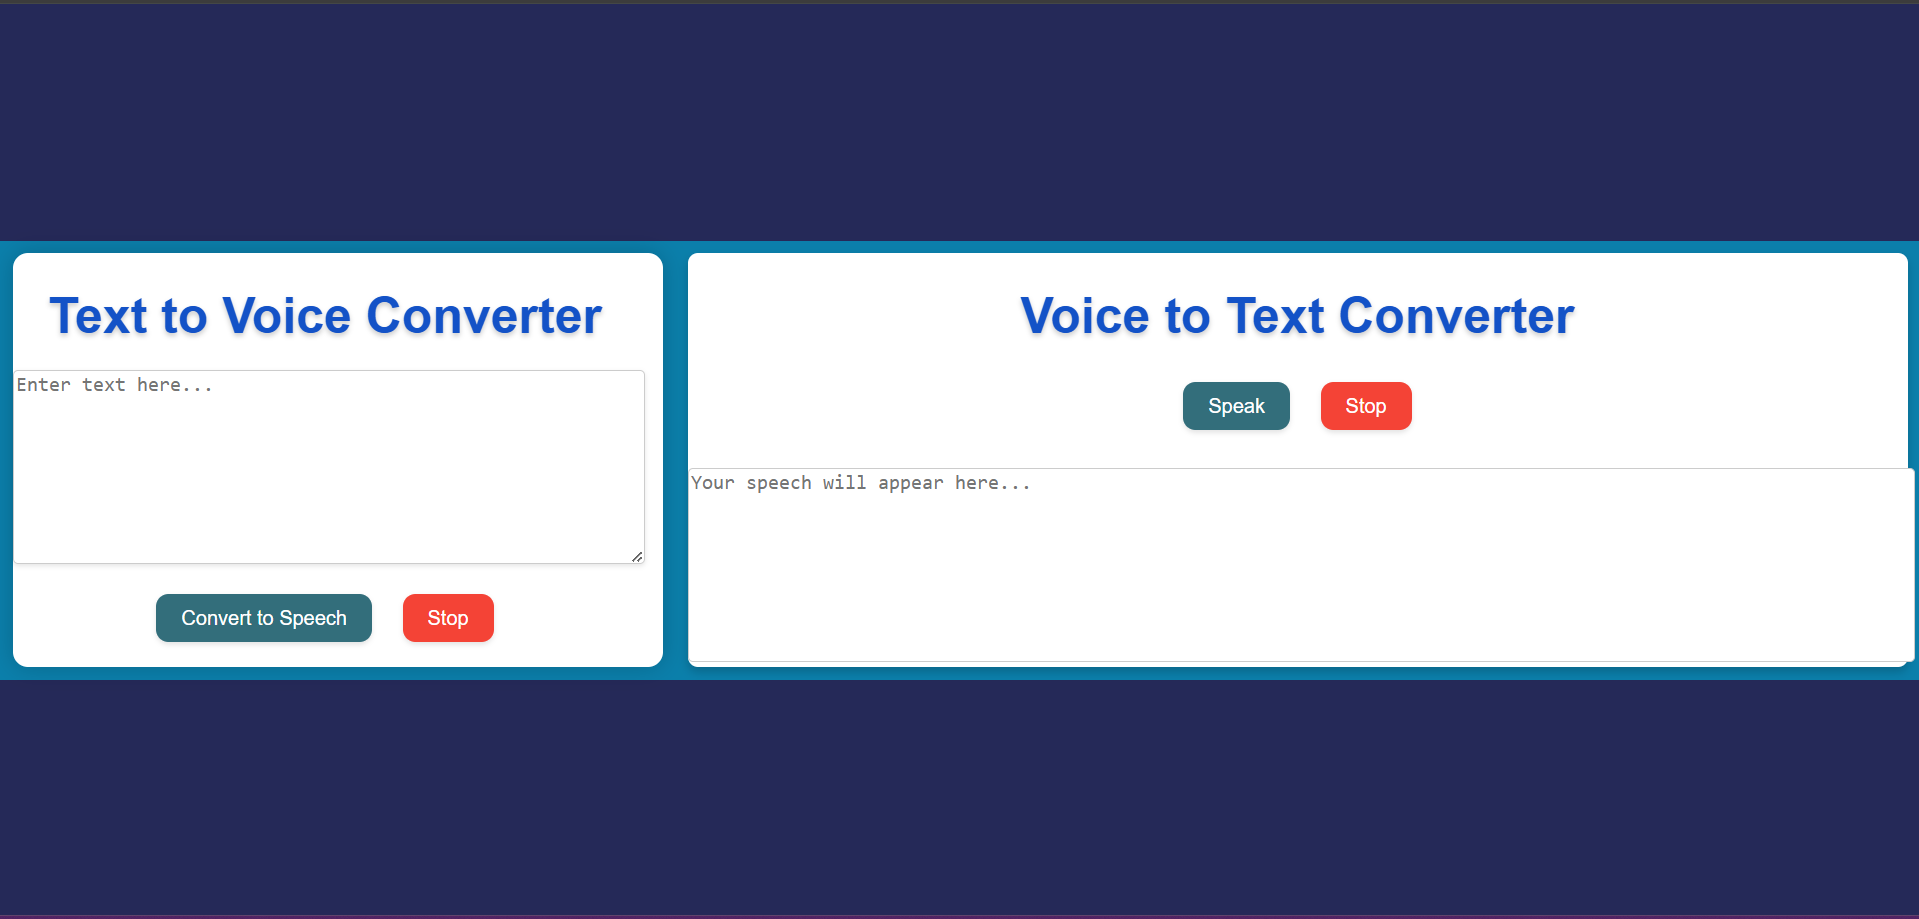 Text to Voice Converter
Enter text here...
Convert to Speech
Stop
Voice to Text Converter
Speak
Stop
Your speech will appear here...